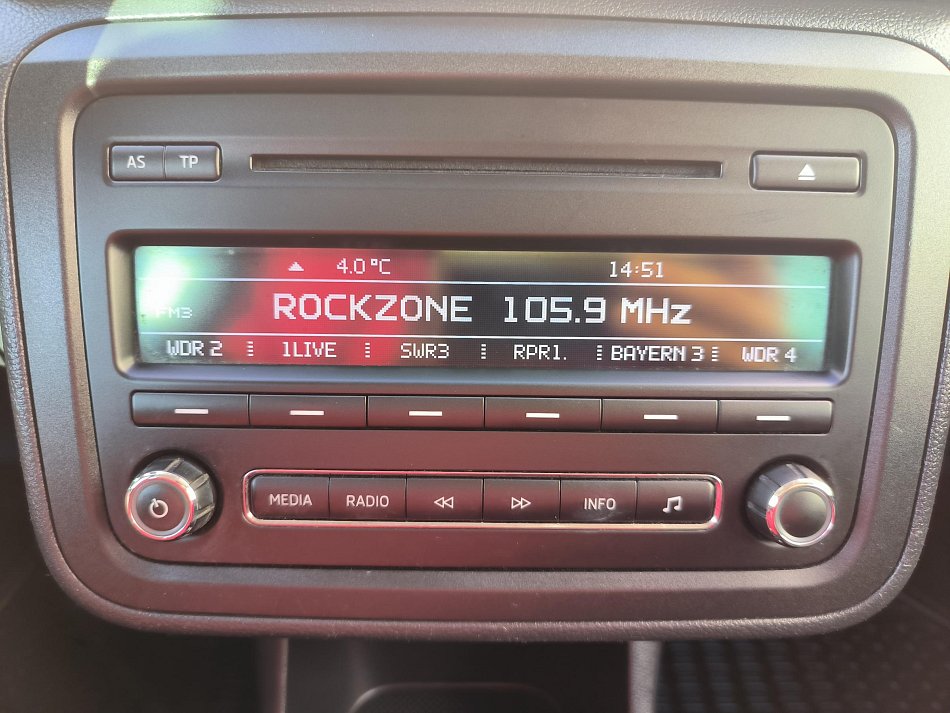 AS TP
4.0°C 14:51
ROCKZONE 105.9 MHz
FM3
WDR 2 1LIVE SWR3 RPR1. BAYERN 3 WDR 4
MEDIA RADIO INFO